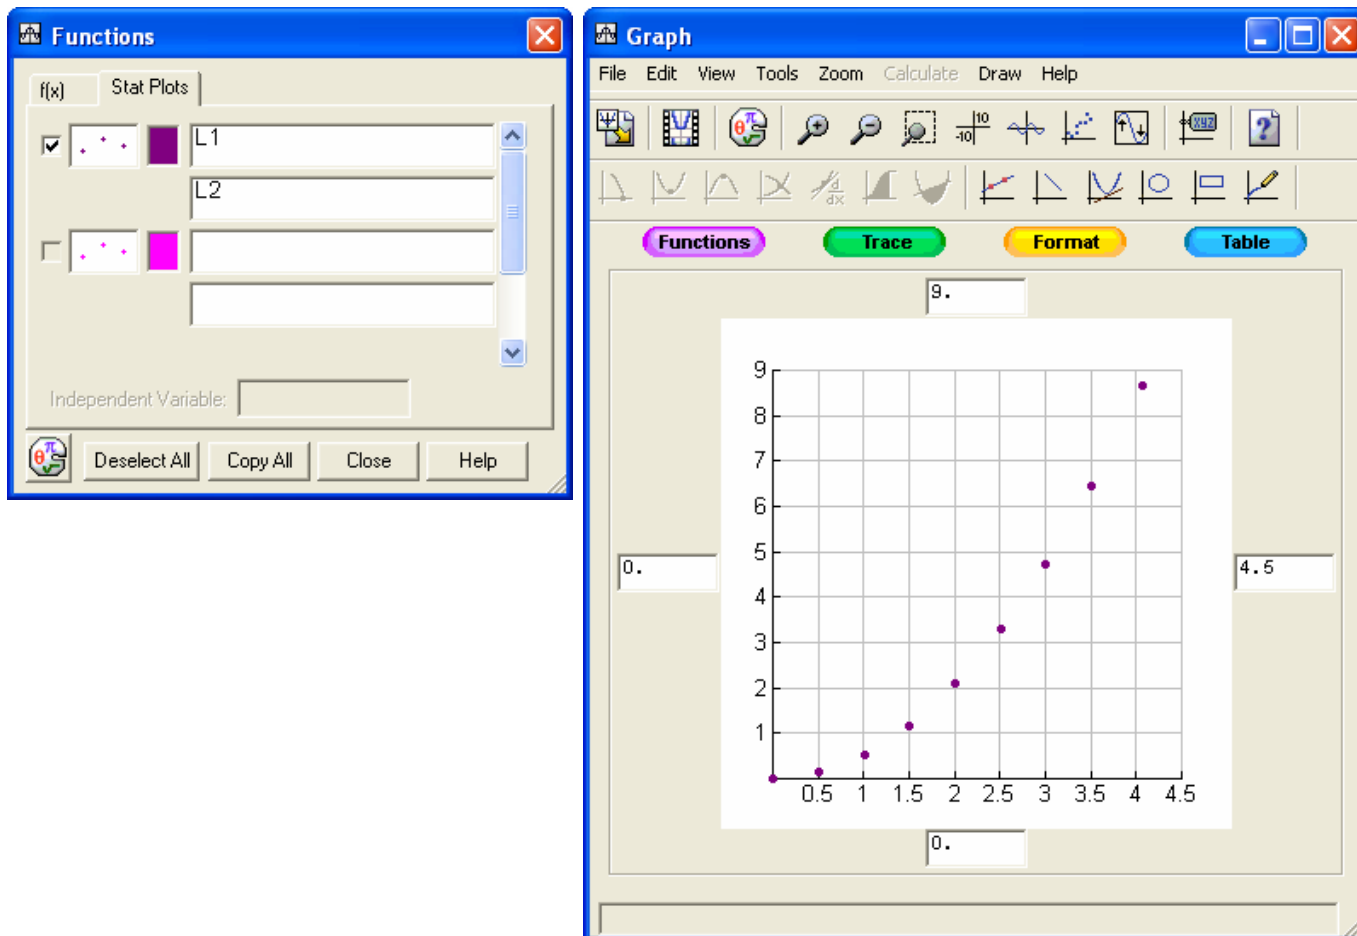 Functions
f(x) Stat Plots
L1
L2
Independent Variable:
Deselect All Copy All Close Help
Graph
File Edit View Tools Zoom Calculate Draw Help
10
-10
XYZ
?
θπ
d
dx
Functions Trace Format Table
9.
0.
4.5
9
8
7
6
5
4
3
2
1
0.5 1 1.5 2 2.5 3 3.5 4 4.5
0.
θπ